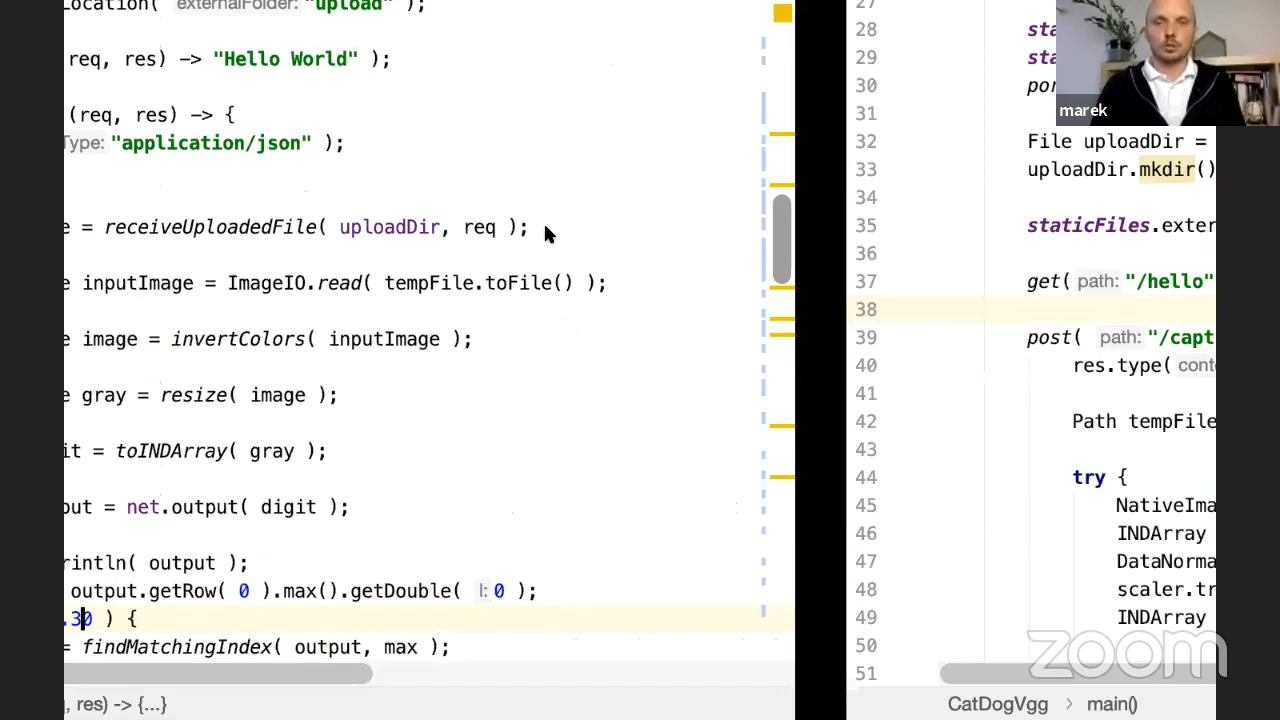 Location( externalFolder: "upload" );
req, res) -> "Hello World" );
(req, res) -> {
Type: "application/json" );
e = receiveUploadedFile( uploadDir, req );
e inputImage = ImageIO.read( tempFile.toFile() );
e image = invertColors( inputImage );
e gray = resize( image );
it = toINDArray( gray );
out = net.output( digit );
rintln( output );
output.getRow( 0 ).max().getDouble( l: 0 );
.30 ) {
= findMatchingIndex( output, max );
, res) -> {...}
27
28 sta
29 sta
30 por
31
32 File uploadDir =
33 uploadDir.mkdir()
34
35 staticFiles.exter
36
37 get( path: "/hello"
38
39 post( path: "/capt
40 res.type( cont
41
42 Path tempFile
43
44 try {
45 NativeIma
46 INDArray
47 DataNorma
48 scaler.tr
49 INDArray
50
51
CatDogVgg > main()
marek
zoom